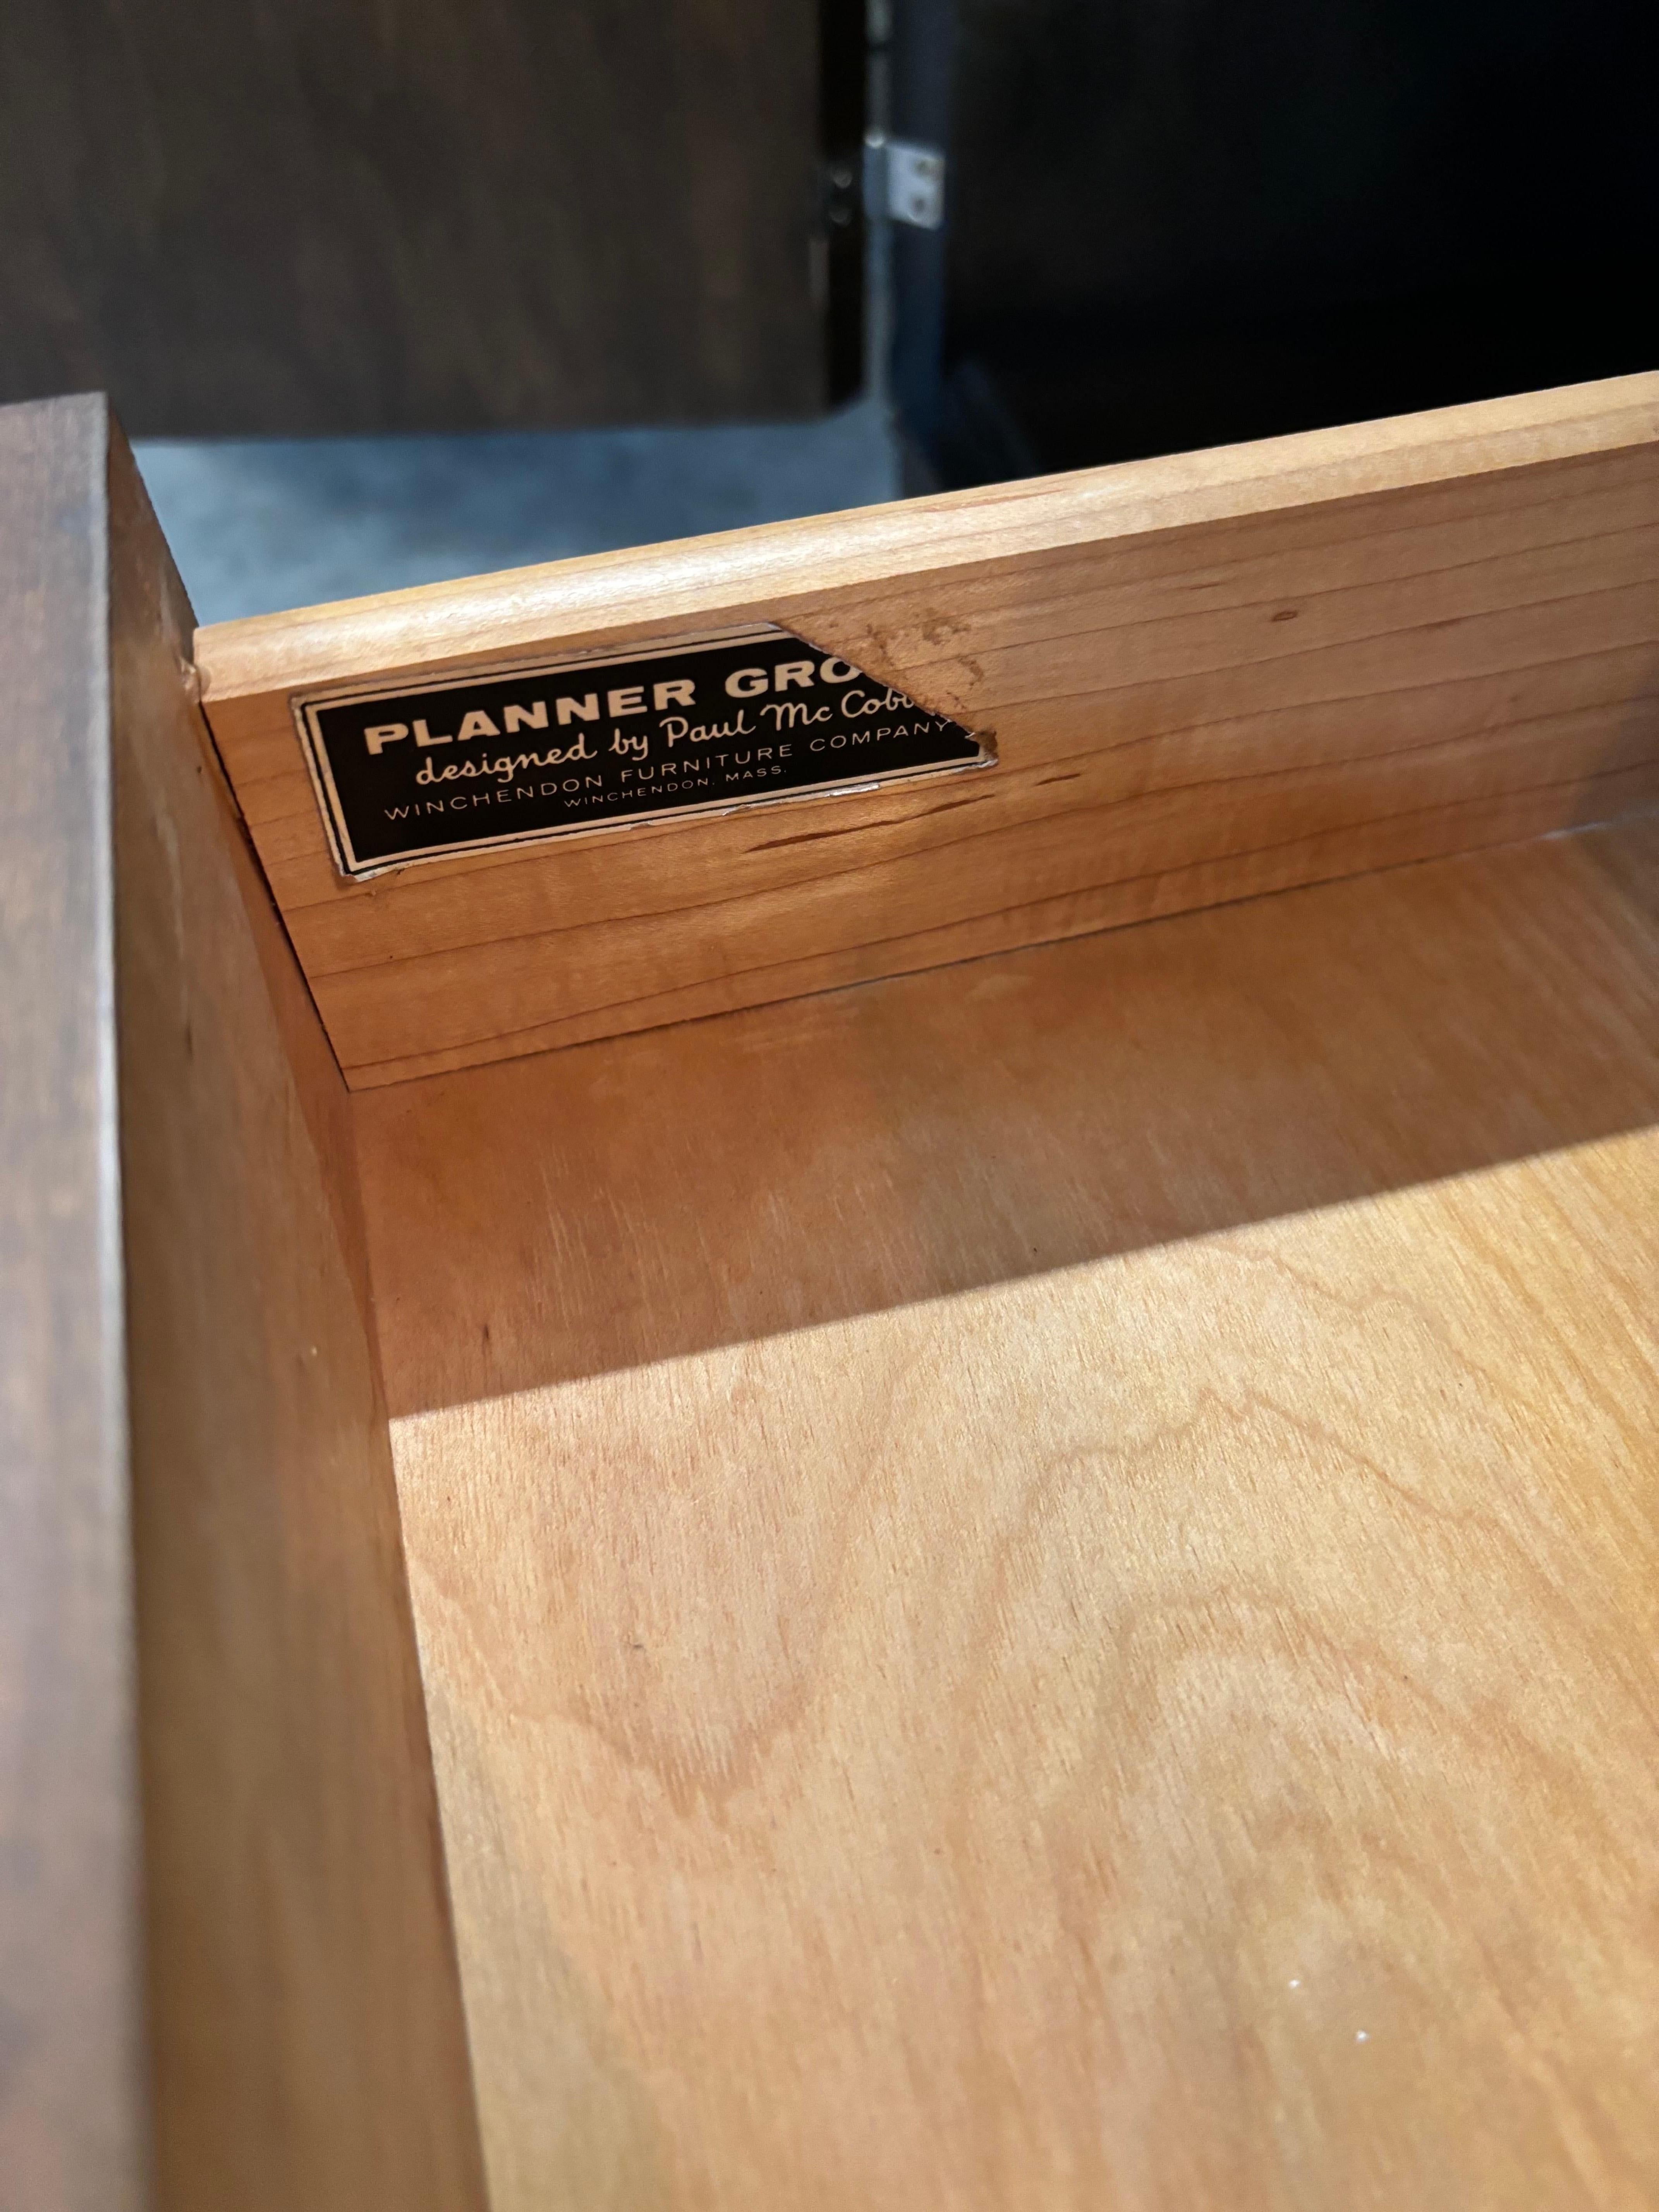 PLANNER GRO
designed by Paul Mc Cob
WINCHENDON FURNITURE COMPANY
WINCHENDON, MASS.